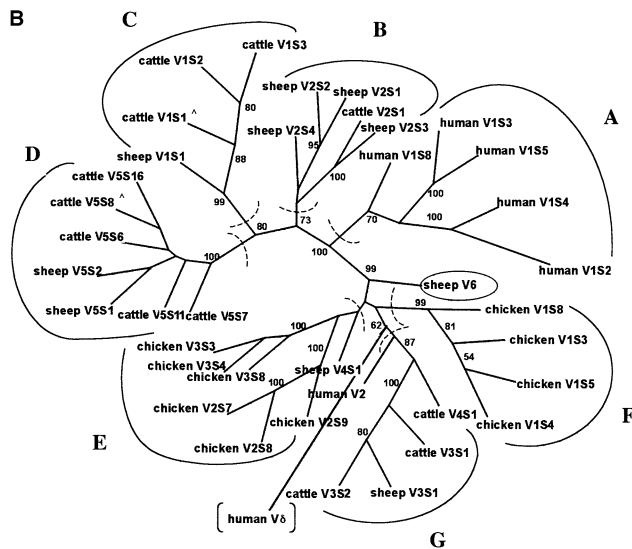 B
C
cattle V1S3
cattle V1S2
B
sheep V2S2
sheep V2S1
cattle V2S1
sheep V2S3
A
80
cattle V1S1 ^
sheep V2S4
human V1S3
95
88
sheep V1S1
human V1S8
human V1S5
D
cattle V5S16
100
100
99
cattle V5S8 ^
human V1S4
70
100
73
80
cattle V5S6
100
100
sheep V5S2
human V1S2
99
sheep V6
sheep V5S1
cattle V5S11
cattle V5S7
99
chicken V1S8
62
81
100
87
chicken V3S3
chicken V1S3
100
54
chicken V3S4
sheep V4S1
chicken V3S8
100
100
human V2
chicken V1S5
chicken V2S7
cattle V4S1
chicken V2S9
chicken V1S4
F
80
E
chicken V2S8
cattle V3S1
cattle V3S2
sheep V3S1
human Vδ
G